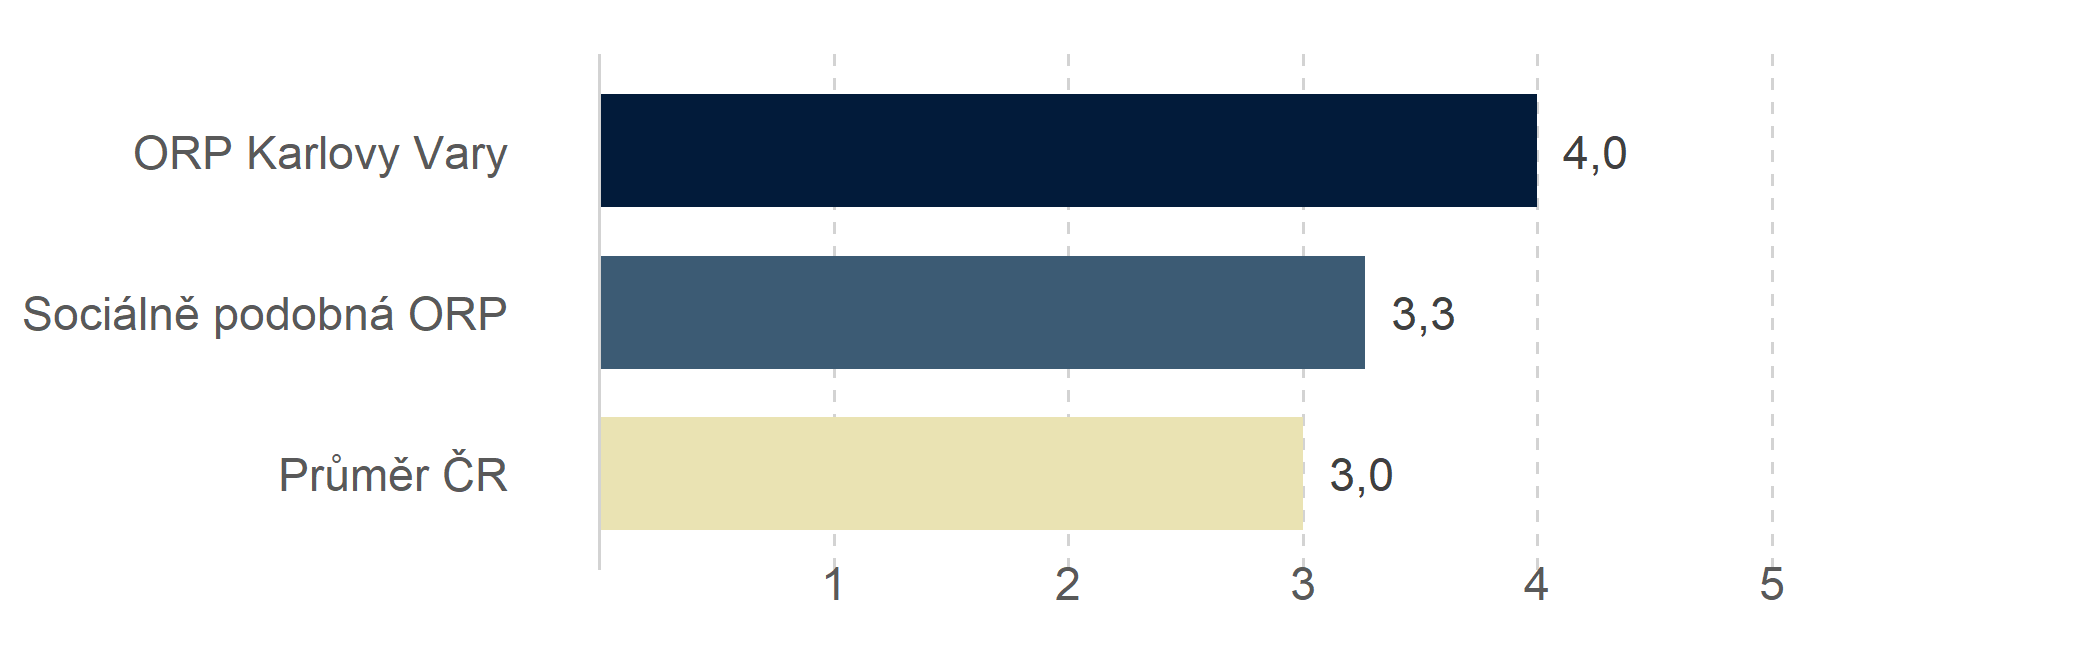 ORP Karlovy Vary
4,0
Sociálně podobná ORP
3,3
Průměr ČR
3,0
1 2 3 4 5